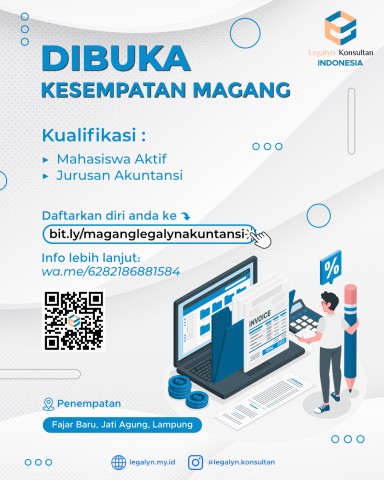 Legalyn Konsultan
INDONESIA
DIBUKA
KESEMPATAN MAGANG
Kualifikasi :
Mahasiswa Aktif
Jurusan Akuntansi
Daftarkan diri anda ke
bit.ly/maganglegalynakuntansi
Info lebih lanjut:
wa.me/6282186881584
%
INVOICE
Penempatan
Fajar Baru, Jati Agung, Lampung
legalyn.my.id
legalyn.konsultan